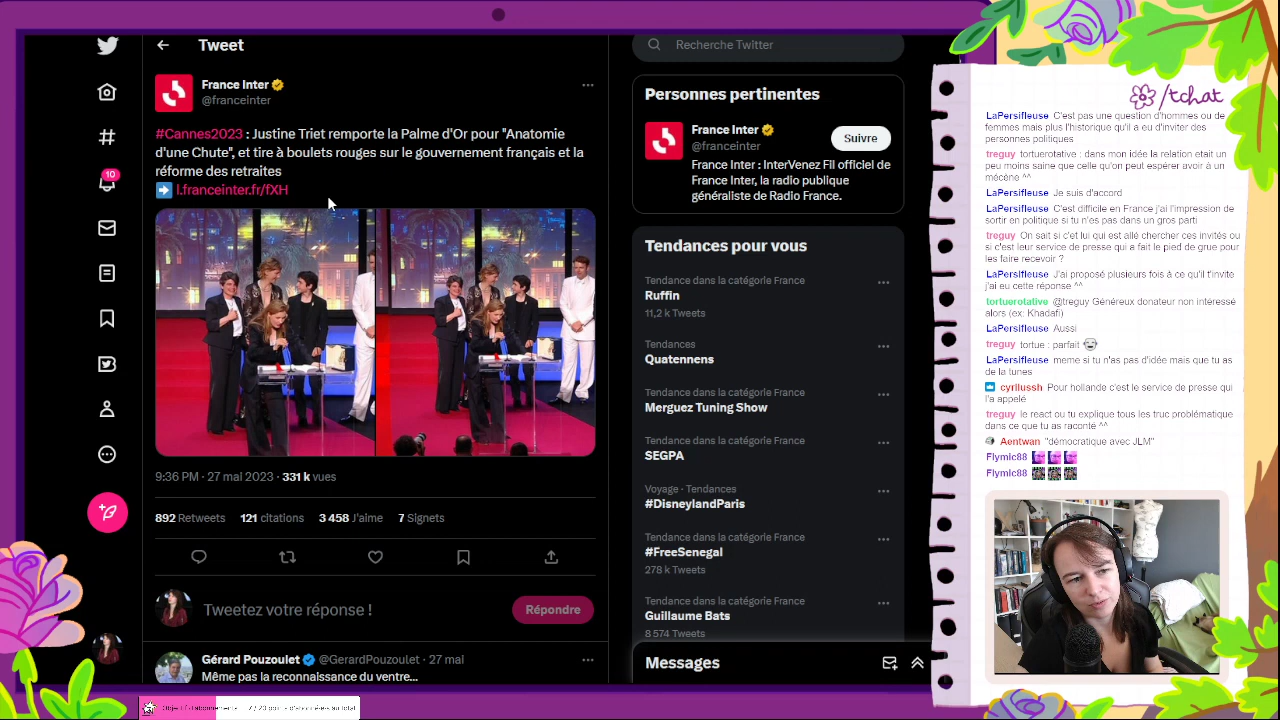 Tweet
France Inter
@franceinter
#Cannes2023 : Justine Triet remporte la Palme d'Or pour "Anatomie
d'une Chute", et tire à boulets rouges sur le gouvernement français et la
réforme des retraites
l.franceinter.fr/fXH
9:36 PM · 27 mai 2023 · 331 k vues
892 Retweets 121 citations 3 458 J'aime 7 Signets
Tweetez votre réponse !
Répondre
Gérard Pouzoulet @GerardPouzoulet · 27 mai
Même pas la reconnaissance du ventre...
10
Recherche Twitter
Personnes pertinentes
France Inter
@franceinter
Suivre
France Inter : InterVenez Fil officiel de
France Inter, la radio publique
généraliste de Radio France.
Tendances pour vous
Tendance dans la catégorie France
Ruffin
11,2 k Tweets
Tendances
Quatennens
Tendance dans la catégorie France
Merguez Tuning Show
Tendance dans la catégorie France
SEGPA
Voyage · Tendances
#DisneylandParis
Tendance dans la catégorie France
#FreeSenegal
278 k Tweets
Tendance dans la catégorie France
Guillaume Bats
8 574 Tweets
Messages
/tchat
LaPersifleuse C'est pas une question d'hommes ou de
femmes mais plus l'historique qu'il a eu d'inviter des
personnes politiques
treguy tortuerotative : dans mon idée la relation etait un
peu moins saine que celle qu'on peut espérer avoir à un
mécène ^^
LaPersifleuse Je suis d'accord
LaPersifleuse C'est difficile en France j'ai l'impression de
sortir en politique si tu n'es pas dans un gros parti
treguy On sait si c'et lui qui est allé chercher ces invités ou
si c'est leur service de presse qui a fait le pied de grue pour
les faire recevoir ?
LaPersifleuse J'ai proposé plusieurs fois à ce qu'il t'invite
j'ai eu cette réponse ^^
tortuerotative @treguy Généreux donateur non intéressé
alors (ex: Khadafi)
LaPersifleuse Aussi
treguy tortue : parfait
LaPersifleuse meme si tu n'as pas d'idée mais que tu as
de la tunes
cyrilussh Pour hollande c'est le service de presse qui
l'a appelé
treguy le react ou tu explique tous les truc problématique
dans ce que tu as raconté ^^
Aentwan "démocratique avec JLM"
Flymic88
Flymic88